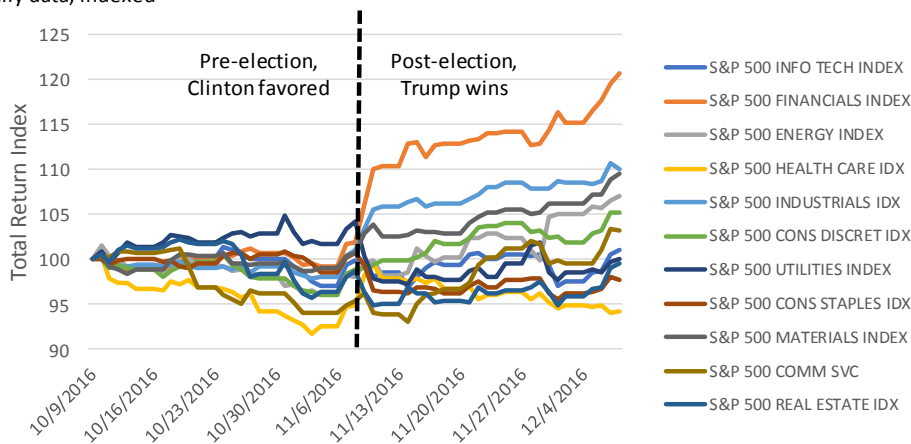 indexed
125
120
115
110
105
100
95
90
Total Return Index
Pre-election,
Clinton favored
Post-election,
Trump wins
10/9/2016
10/16/2016
10/23/2016
10/30/2016
11/6/2016
11/13/2016
11/20/2016
11/27/2016
12/4/2016
S&P 500 INFO TECH INDEX
S&P 500 FINANCIALS INDEX
S&P 500 ENERGY INDEX
S&P 500 HEALTH CARE IDX
S&P 500 INDUSTRIALS IDX
S&P 500 CONS DISCRET IDX
S&P 500 UTILITIES INDEX
S&P 500 CONS STAPLES IDX
S&P 500 MATERIALS INDEX
S&P 500 COMM SVC
S&P 500 REAL ESTATE IDX